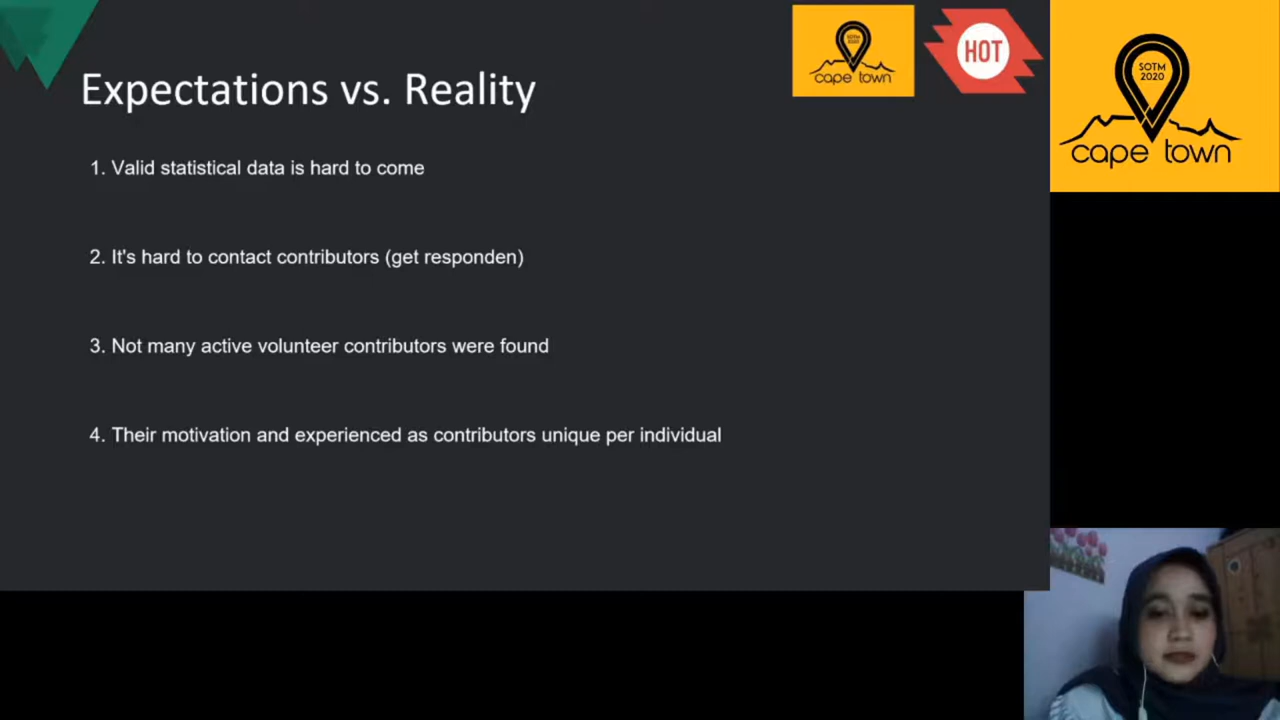 Expectations vs. Reality
1. Valid statistical data is hard to come
2. It's hard to contact contributors (get responden)
3. Not many active volunteer contributors were found
4. Their motivation and experienced as contributors unique per individual
SOTM
2020
cape town
HOT
SOTM
2020
cape town